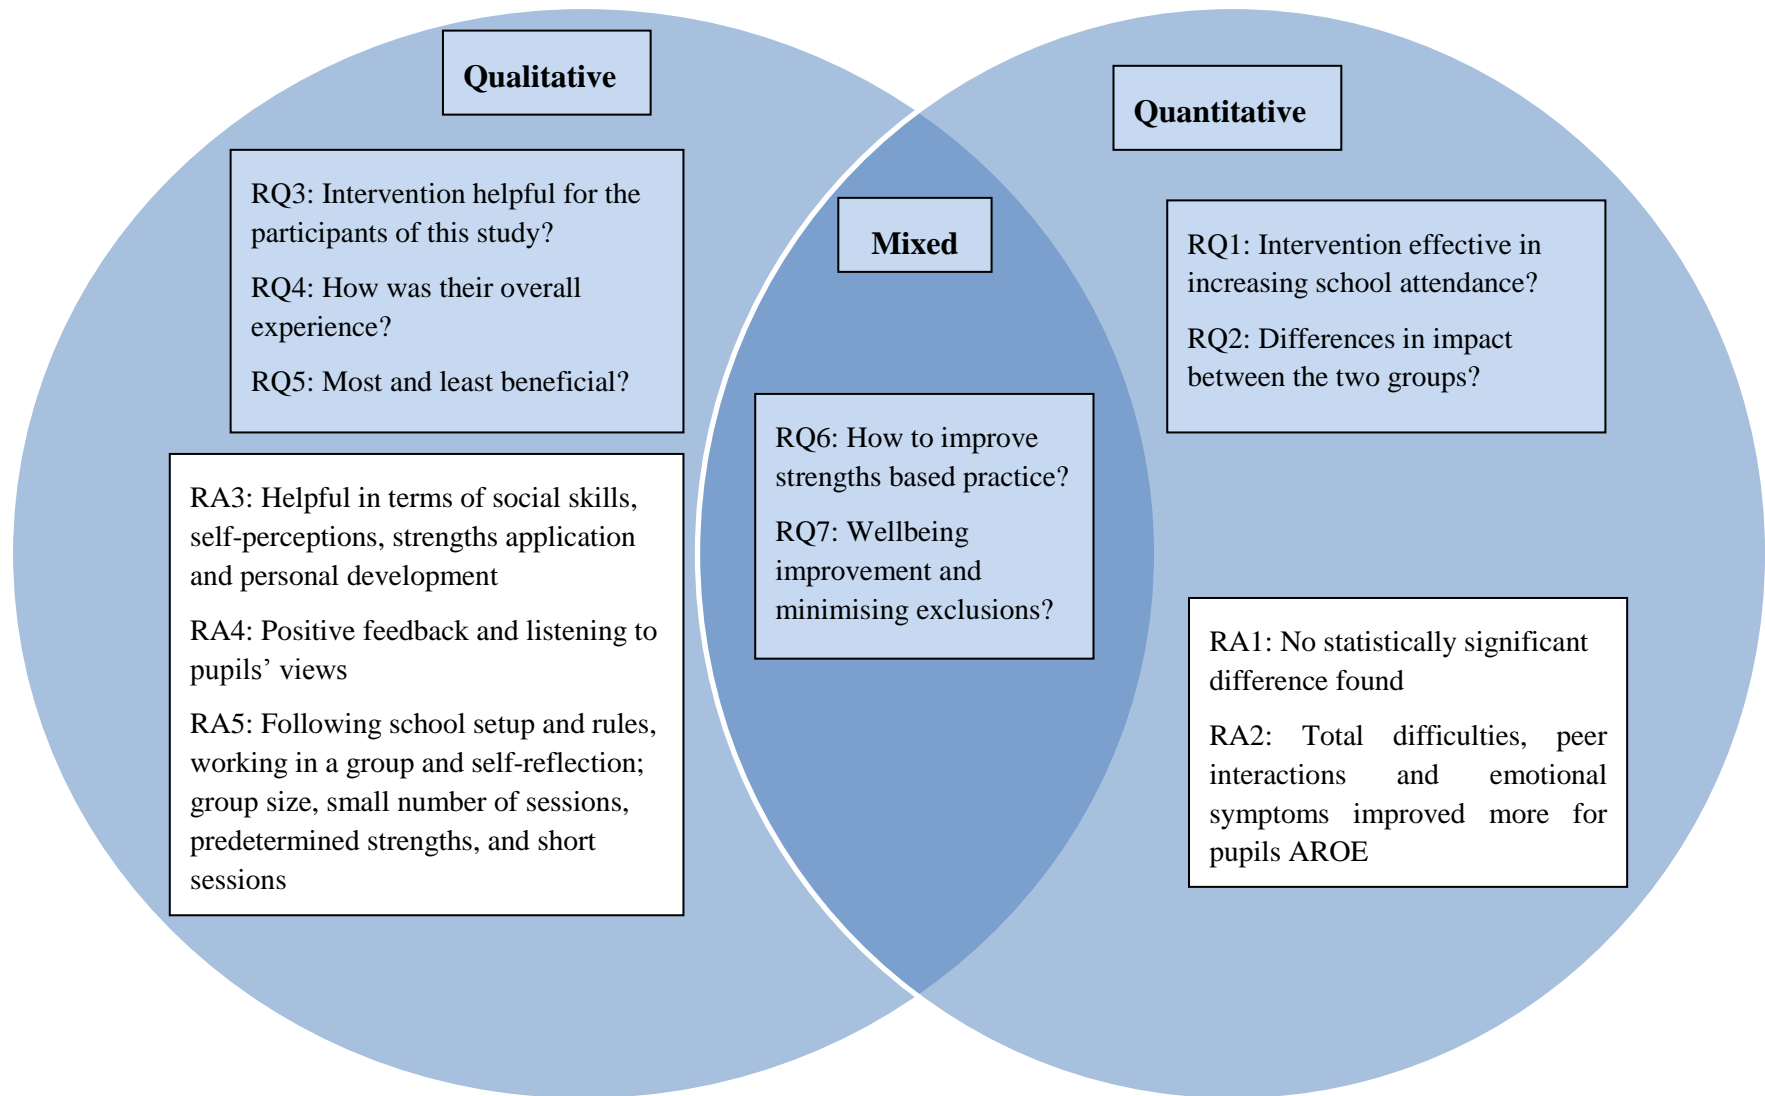 Qualitative
RQ3: Intervention helpful for the
participants of this study?
RQ4: How was their overall
experience?
RQ5: Most and least beneficial?
RA3: Helpful in terms of social skills,
self-perceptions, strengths application
and personal development
RA4: Positive feedback and listening to
pupils’ views
RA5: Following school setup and rules,
working in a group and self-reflection;
group size, small number of sessions,
predetermined strengths, and short
sessions
Mixed
RQ6: How to improve
strengths based practice?
RQ7: Wellbeing
improvement and
minimising exclusions?
Quantitative
RQ1: Intervention effective in
increasing school attendance?
RQ2: Differences in impact
between the two groups?
RA1: No statistically significant
difference found
RA2: Total difficulties, peer
interactions and emotional
symptoms improved more for
pupils AROE